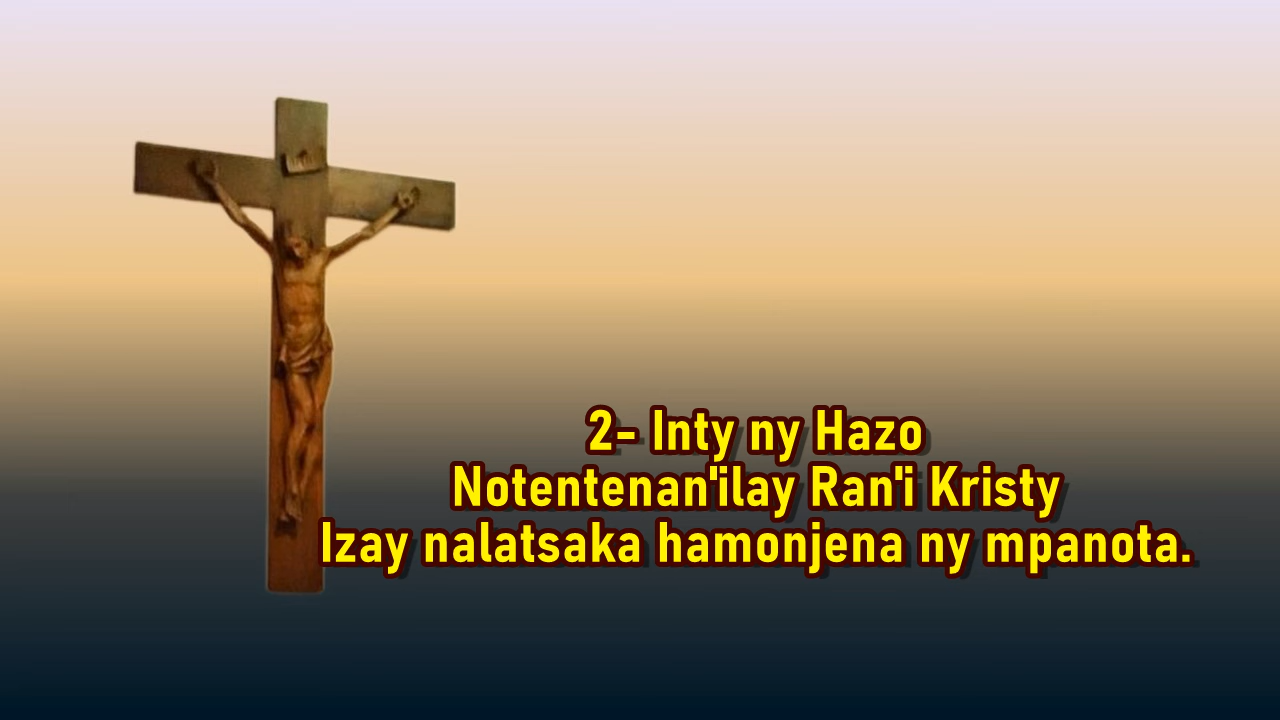 2- Inty ny Hazo
Notentenan'ilay Ran'i Kristy
Izay nalatsaka hamonjena ny mpanota.